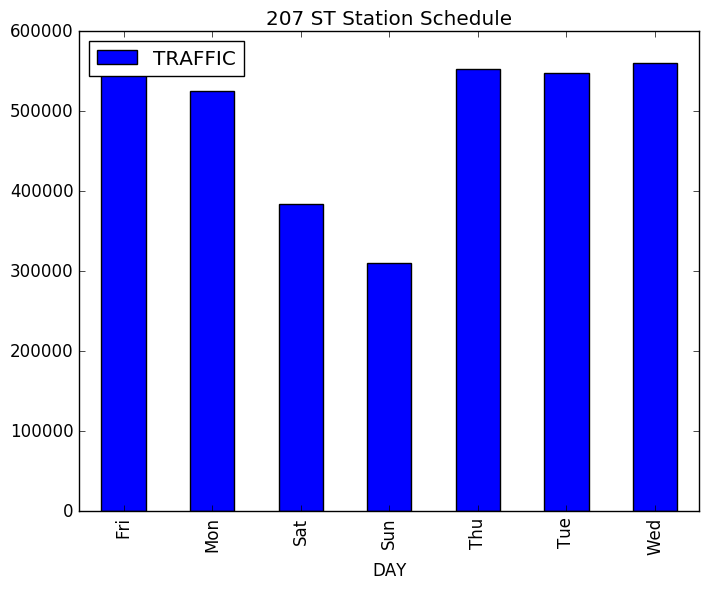 207 ST Station Schedule
TRAFFIC
600000
500000
400000
300000
200000
100000
0
Fri
Mon
Sat
Sun
Thu
Tue
Wed
DAY